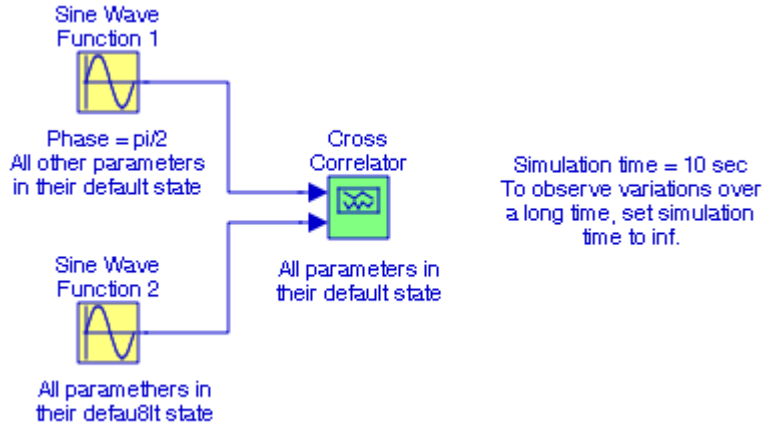 Sine Wave
Function 1
Phase = pi/2
All other parameters
in their default state
Cross
Correlator
All parameters in
their default state
Simulation time = 10 sec
To observe variations over
a long time, set simulation
time to inf.
Sine Wave
Function 2
All paramethers in
their defau8lt state